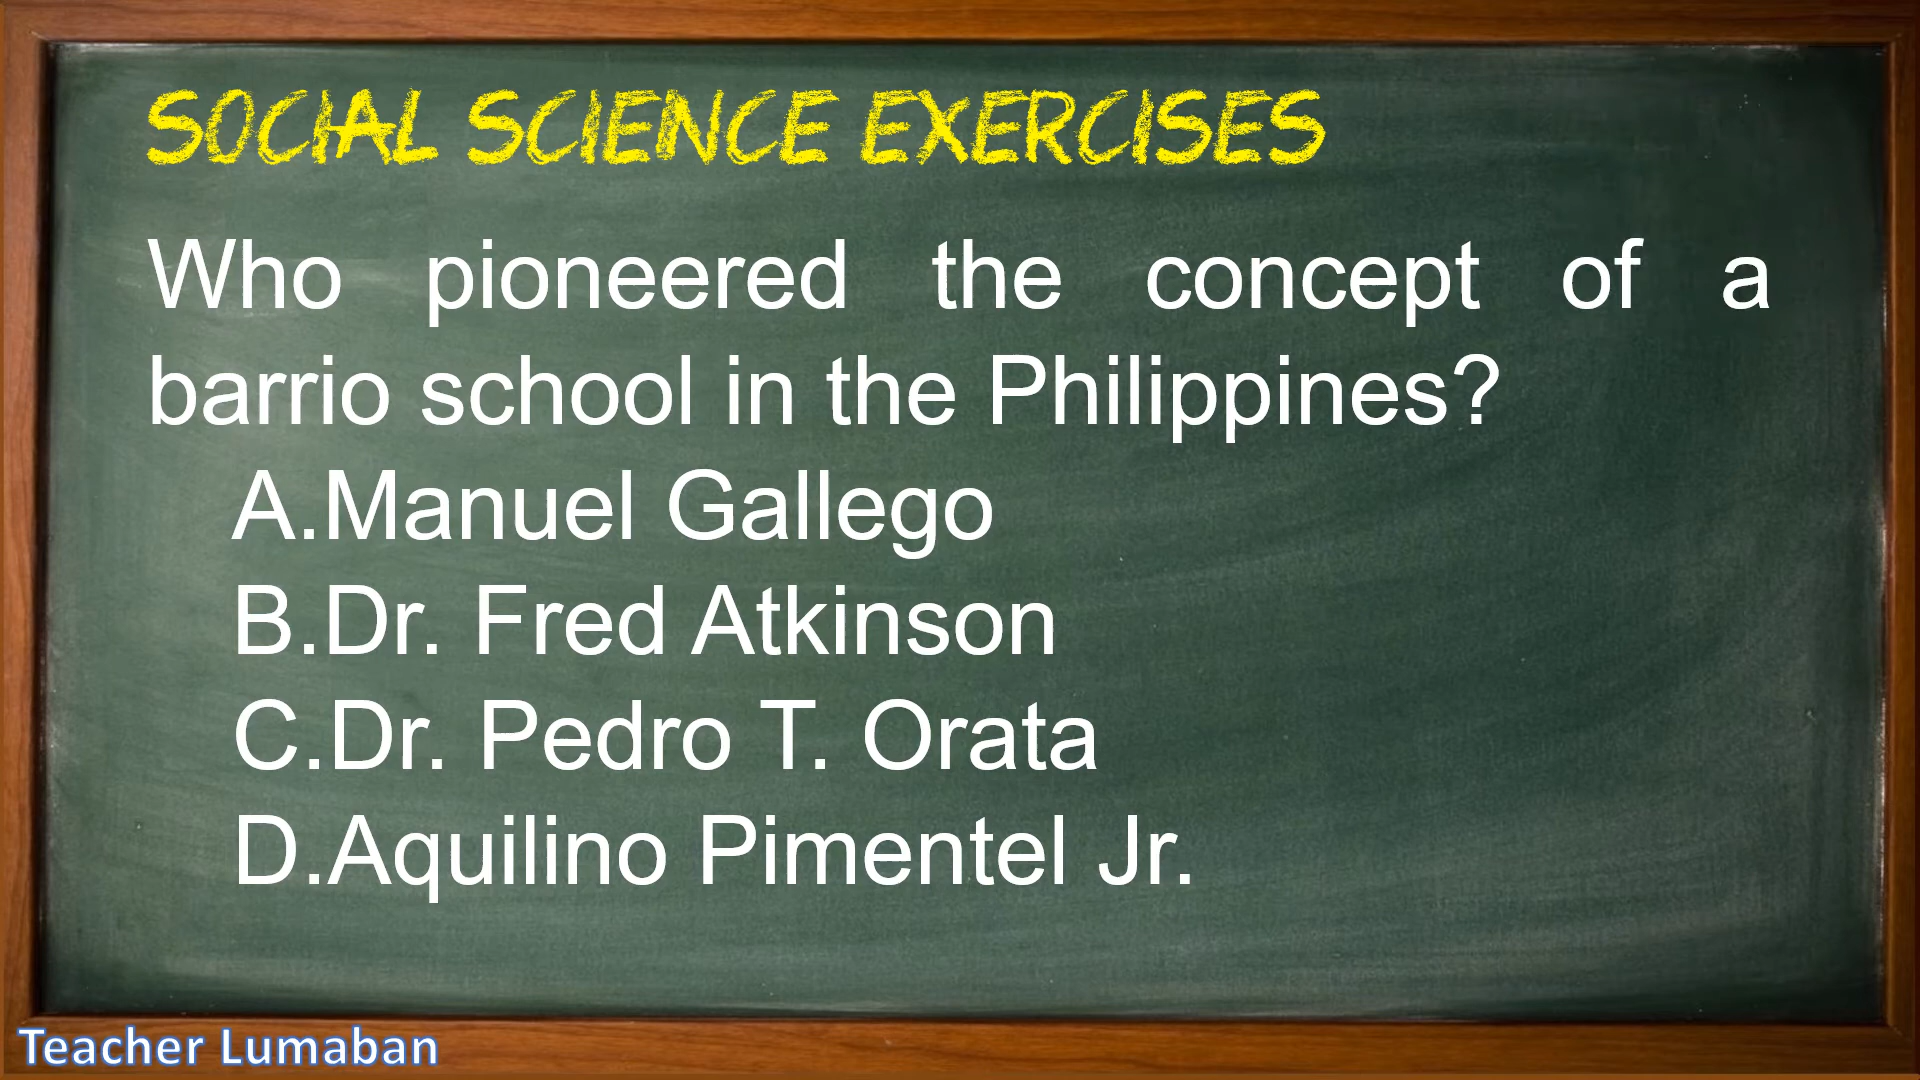 SOCIAL SCIENCE EXERCISES
Who pioneered the concept of a
barrio school in the Philippines?
A.Manuel Gallego
B.Dr. Fred Atkinson
C.Dr. Pedro T. Orata
D.Aquilino Pimentel Jr.
Teacher Lumaban